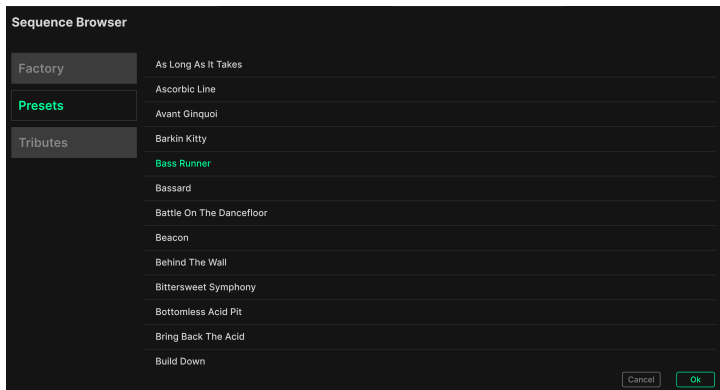 Sequence Browser
Factory
Presets
Tributes
As Long As It Takes
Ascorbic Line
Avant Ginquoi
Barkin Kitty
Bass Runner
Bassard
Battle On The Dancefloor
Beacon
Behind The Wall
Bittersweet Symphony
Bottomless Acid Pit
Bring Back The Acid
Build Down
Cancel
Ok